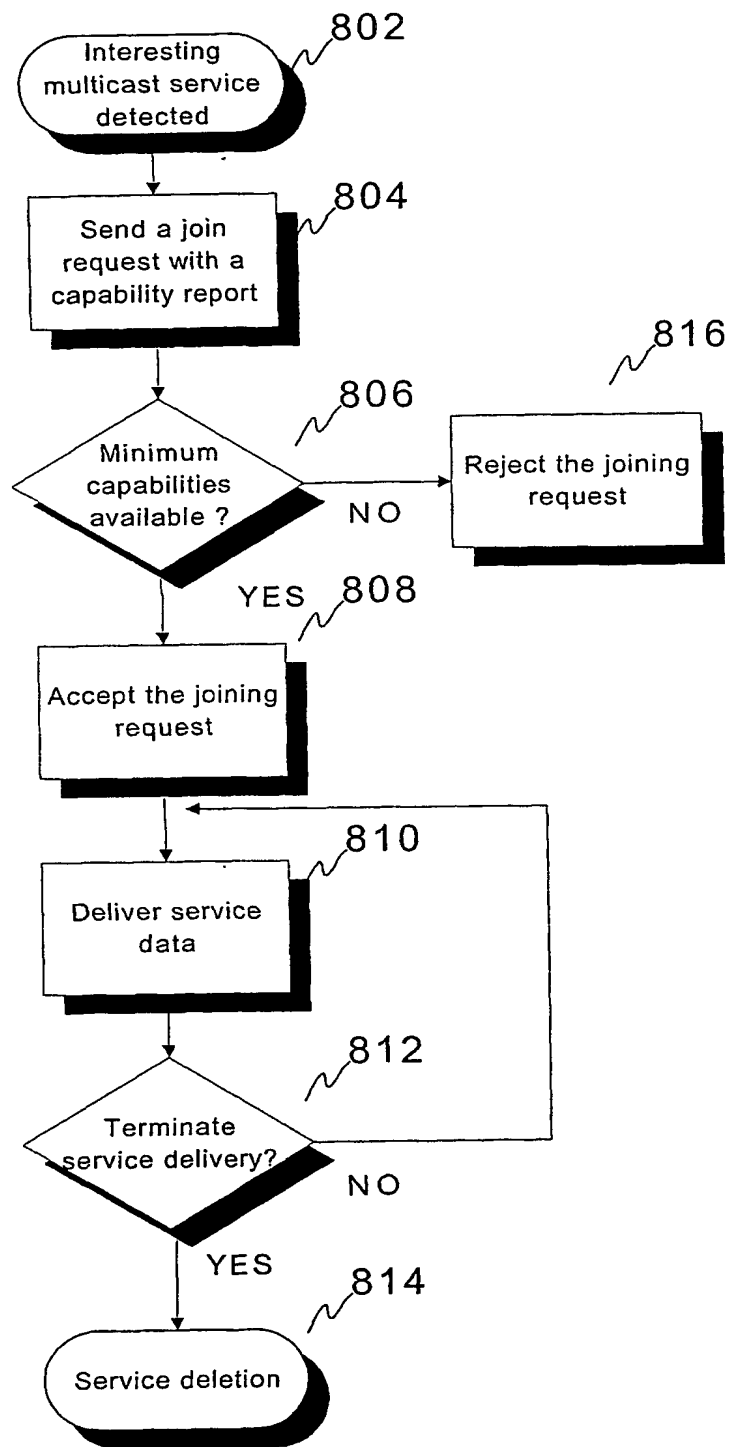 802
Interesting
multicast service
detected
804
Send a join
request with a
capability report
806
816
Minimum
capabilities
available ?
NO
Reject the joining
request
YES
808
Accept the joining
request
810
Deliver service
data
812
Terminate
service delivery?
NO
YES
814
Service deletion